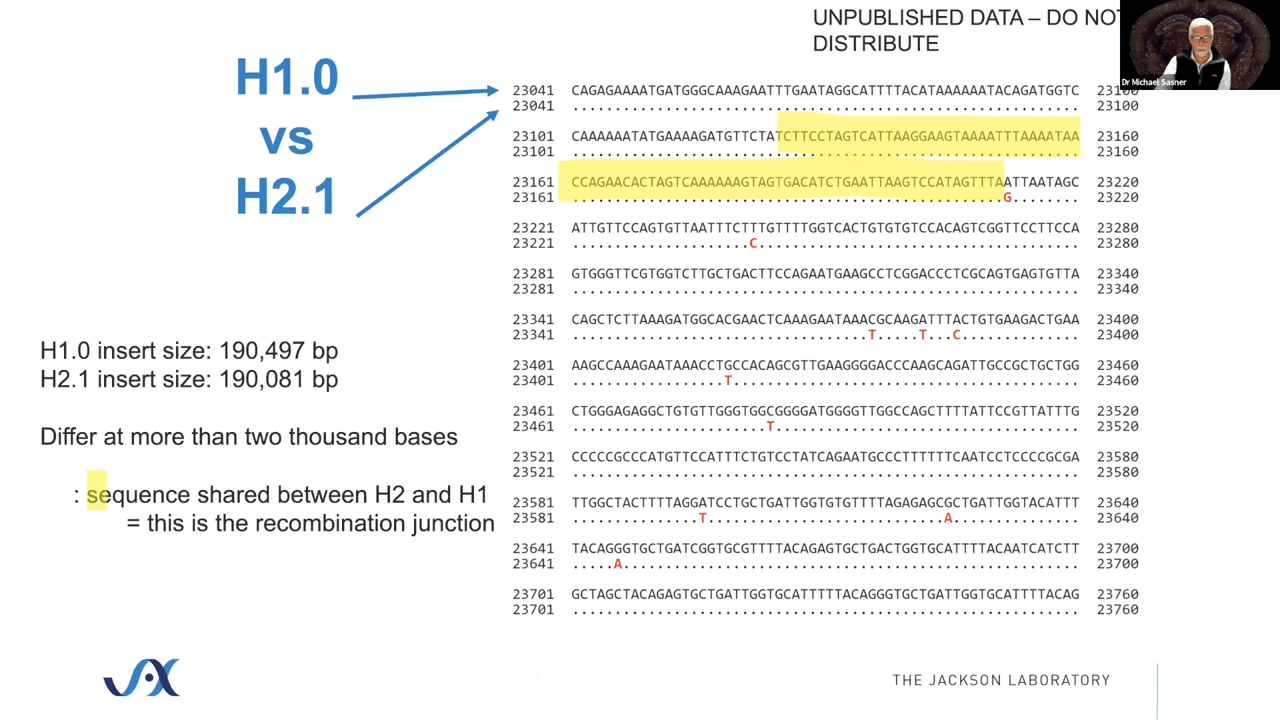 UNPUBLISHED DATA – DO NOT
DISTRIBUTE
Dr Michael Sasner
H1.0
vs
H2.1
H1.0 insert size: 190,497 bp
H2.1 insert size: 190,081 bp
Differ at more than two thousand bases
: sequence shared between H2 and H1
= this is the recombination junction
23041 CAGAGAAAATGATGGGCAAAGAATTTGAATAGGCATTTTACATAAAAAATACAGATGGTC 23100
23041 ............................................................ 23100
23101 CAAAAAATATGAAAAGATGTTCTATCTTCCTAGTCATTAAGGAAGTAAAATTTAAAATAA 23160
23101 ............................................................ 23160
23161 CCAGAACACTAGTCAAAAAAGTAGTGACATCTGAATTAAGTCCATAGTTTAATTAATAGC 23220
23161 ...................................................G........ 23220
23221 ATTGTTCCAGTGTTAATTTCTTTGTTTTGGTCACTGTGTGTCCACAGTCGGTTCCTTCCA 23280
23221 .....................C...................................... 23280
23281 GTGGGTTCGTGGTCTTGCTGACTTCCAGAATGAAGCCTCGGACCCTCGCAGTGAGTGTTA 23340
23281 ............................................................ 23340
23341 CAGCTCTTAAAGATGGCACGAACTCAAAGAATAAACGCAAGATTTACTGTGAAGACTGAA 23400
23341 ...................................T.....T...C.............. 23400
23401 AAGCCAAAGAATAAACCTGCCACAGCGTTGAAGGGGACCCAAGCAGATTGCCGCTGCTGG 23460
23401 ..................T......................................... 23460
23461 CTGGGAGAGGCTGTGTTGGGTGGCGGGGATGGGGTTGGCCAGCTTTTATTCCGTTATTTG 23520
23461 .......................T.................................... 23520
23521 CCCCCGCCCATGTTCCATTTCTGTCCTATCAGAATGCCCTTTTTTCAATCCTCCCCGCGA 23580
23521 ............................................................ 23580
23581 TTGGCTACTTTTAGGATCCTGCTGATTGGTGTGTTTTAGAGAGCGCTGATTGGTACATTT 23640
23581 ...............T............................A............... 23640
23641 TACAGGGTGCTGATCGGTGCGTTTTACAGAGTGCTGACTGGTGCATTTTACAATCATCTT 23700
23641 .....A...................................................... 23700
23701 GCTAGCTACAGAGTGCTGATTGGTGCATTTTTACAGGGTGCTGATTGGTGCATTTTACAG 23760
23701 ............................................................ 23760
THE JACKSON LABORATORY